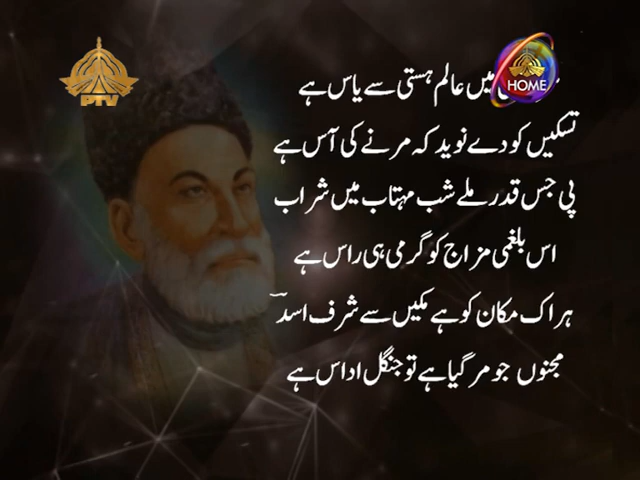 PTV
HOME
میں عالم ہستی سے یاس ہے
تسکیں کو دے نوید کہ مرنے کی آس ہے
پی جس قدر ملے شب مہتاب میں شراب
اس بلغمی مزاج کو گرمی ہی راس ہے
ہر اک مکان کو ہے مکیں سے شرف اسدؔ
مجنوں جو مر گیا ہے تو جنگل اداس ہے